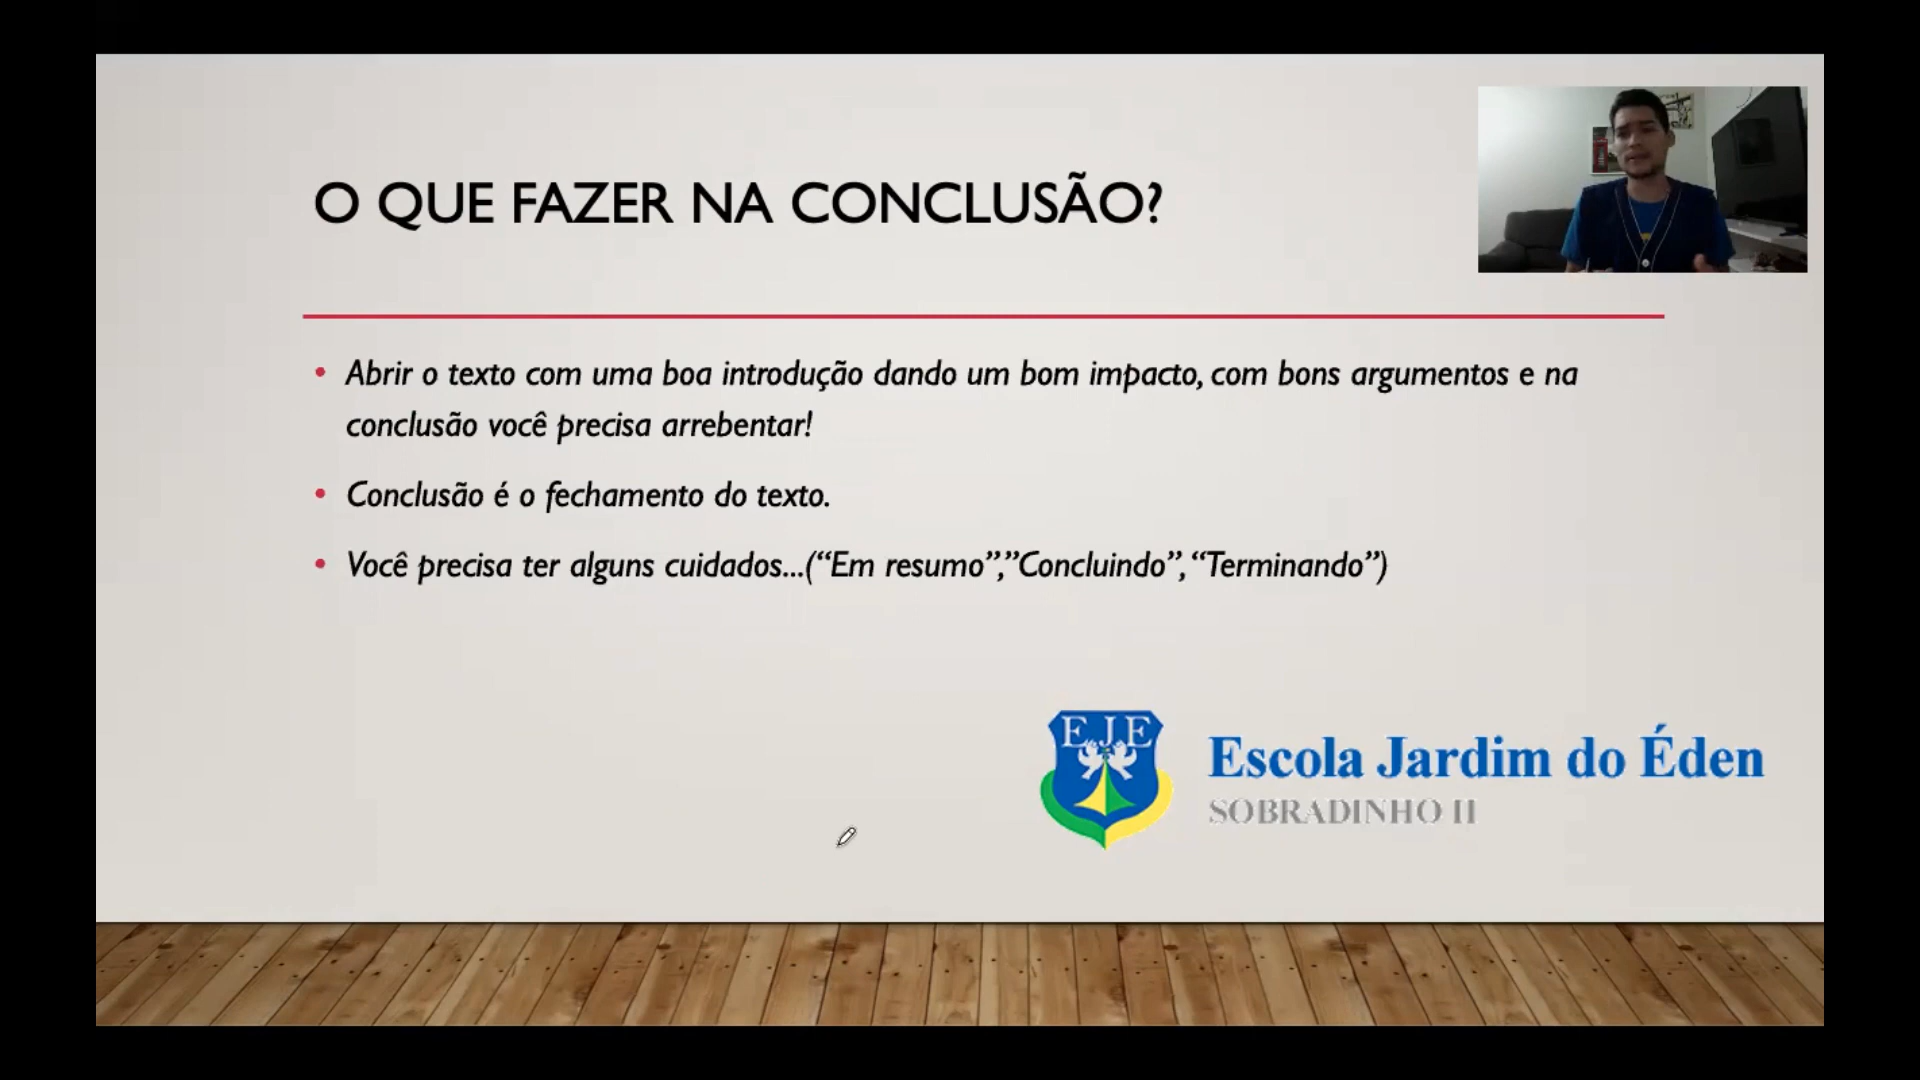 O QUE FAZER NA CONCLUSÃO?
• Abrir o texto com uma boa introdução dando um bom impacto, com bons argumentos e na
conclusão você precisa arrebentar!
• Conclusão é o fechamento do texto.
• Você precisa ter alguns cuidados...(“Em resumo”,”Concluindo”, “Terminando”)
EJE
Escola Jardim do Éden
SOBRADINHO II